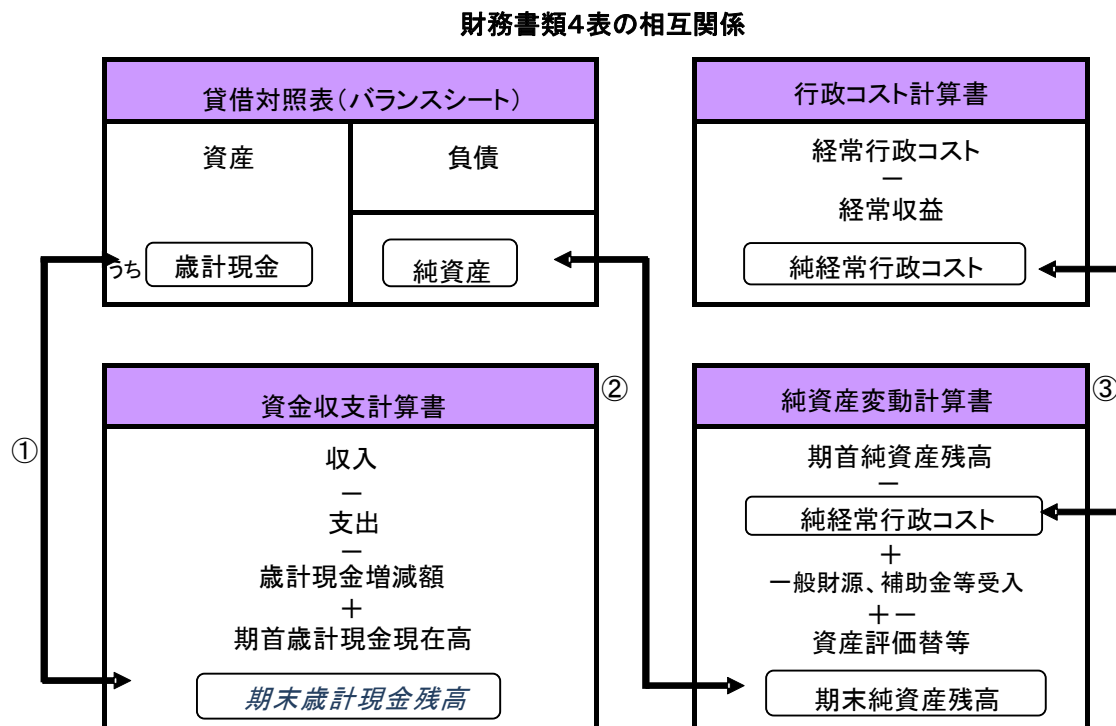 財務書類4表の相互関係
貸借対照表(バランスシート)
資産
負債
うち
歳計現金
純資産
行政コスト計算書
経常行政コスト
－
経常収益
純経常行政コスト
①
資金収支計算書
収入
－
支出
－
歳計現金増減額
＋
期首歳計現金現在高
期末歳計現金残高
②
純資産変動計算書
期首純資産残高
－
純経常行政コスト
＋
一般財源、補助金等受入
＋－
資産評価替等
期末純資産残高
③